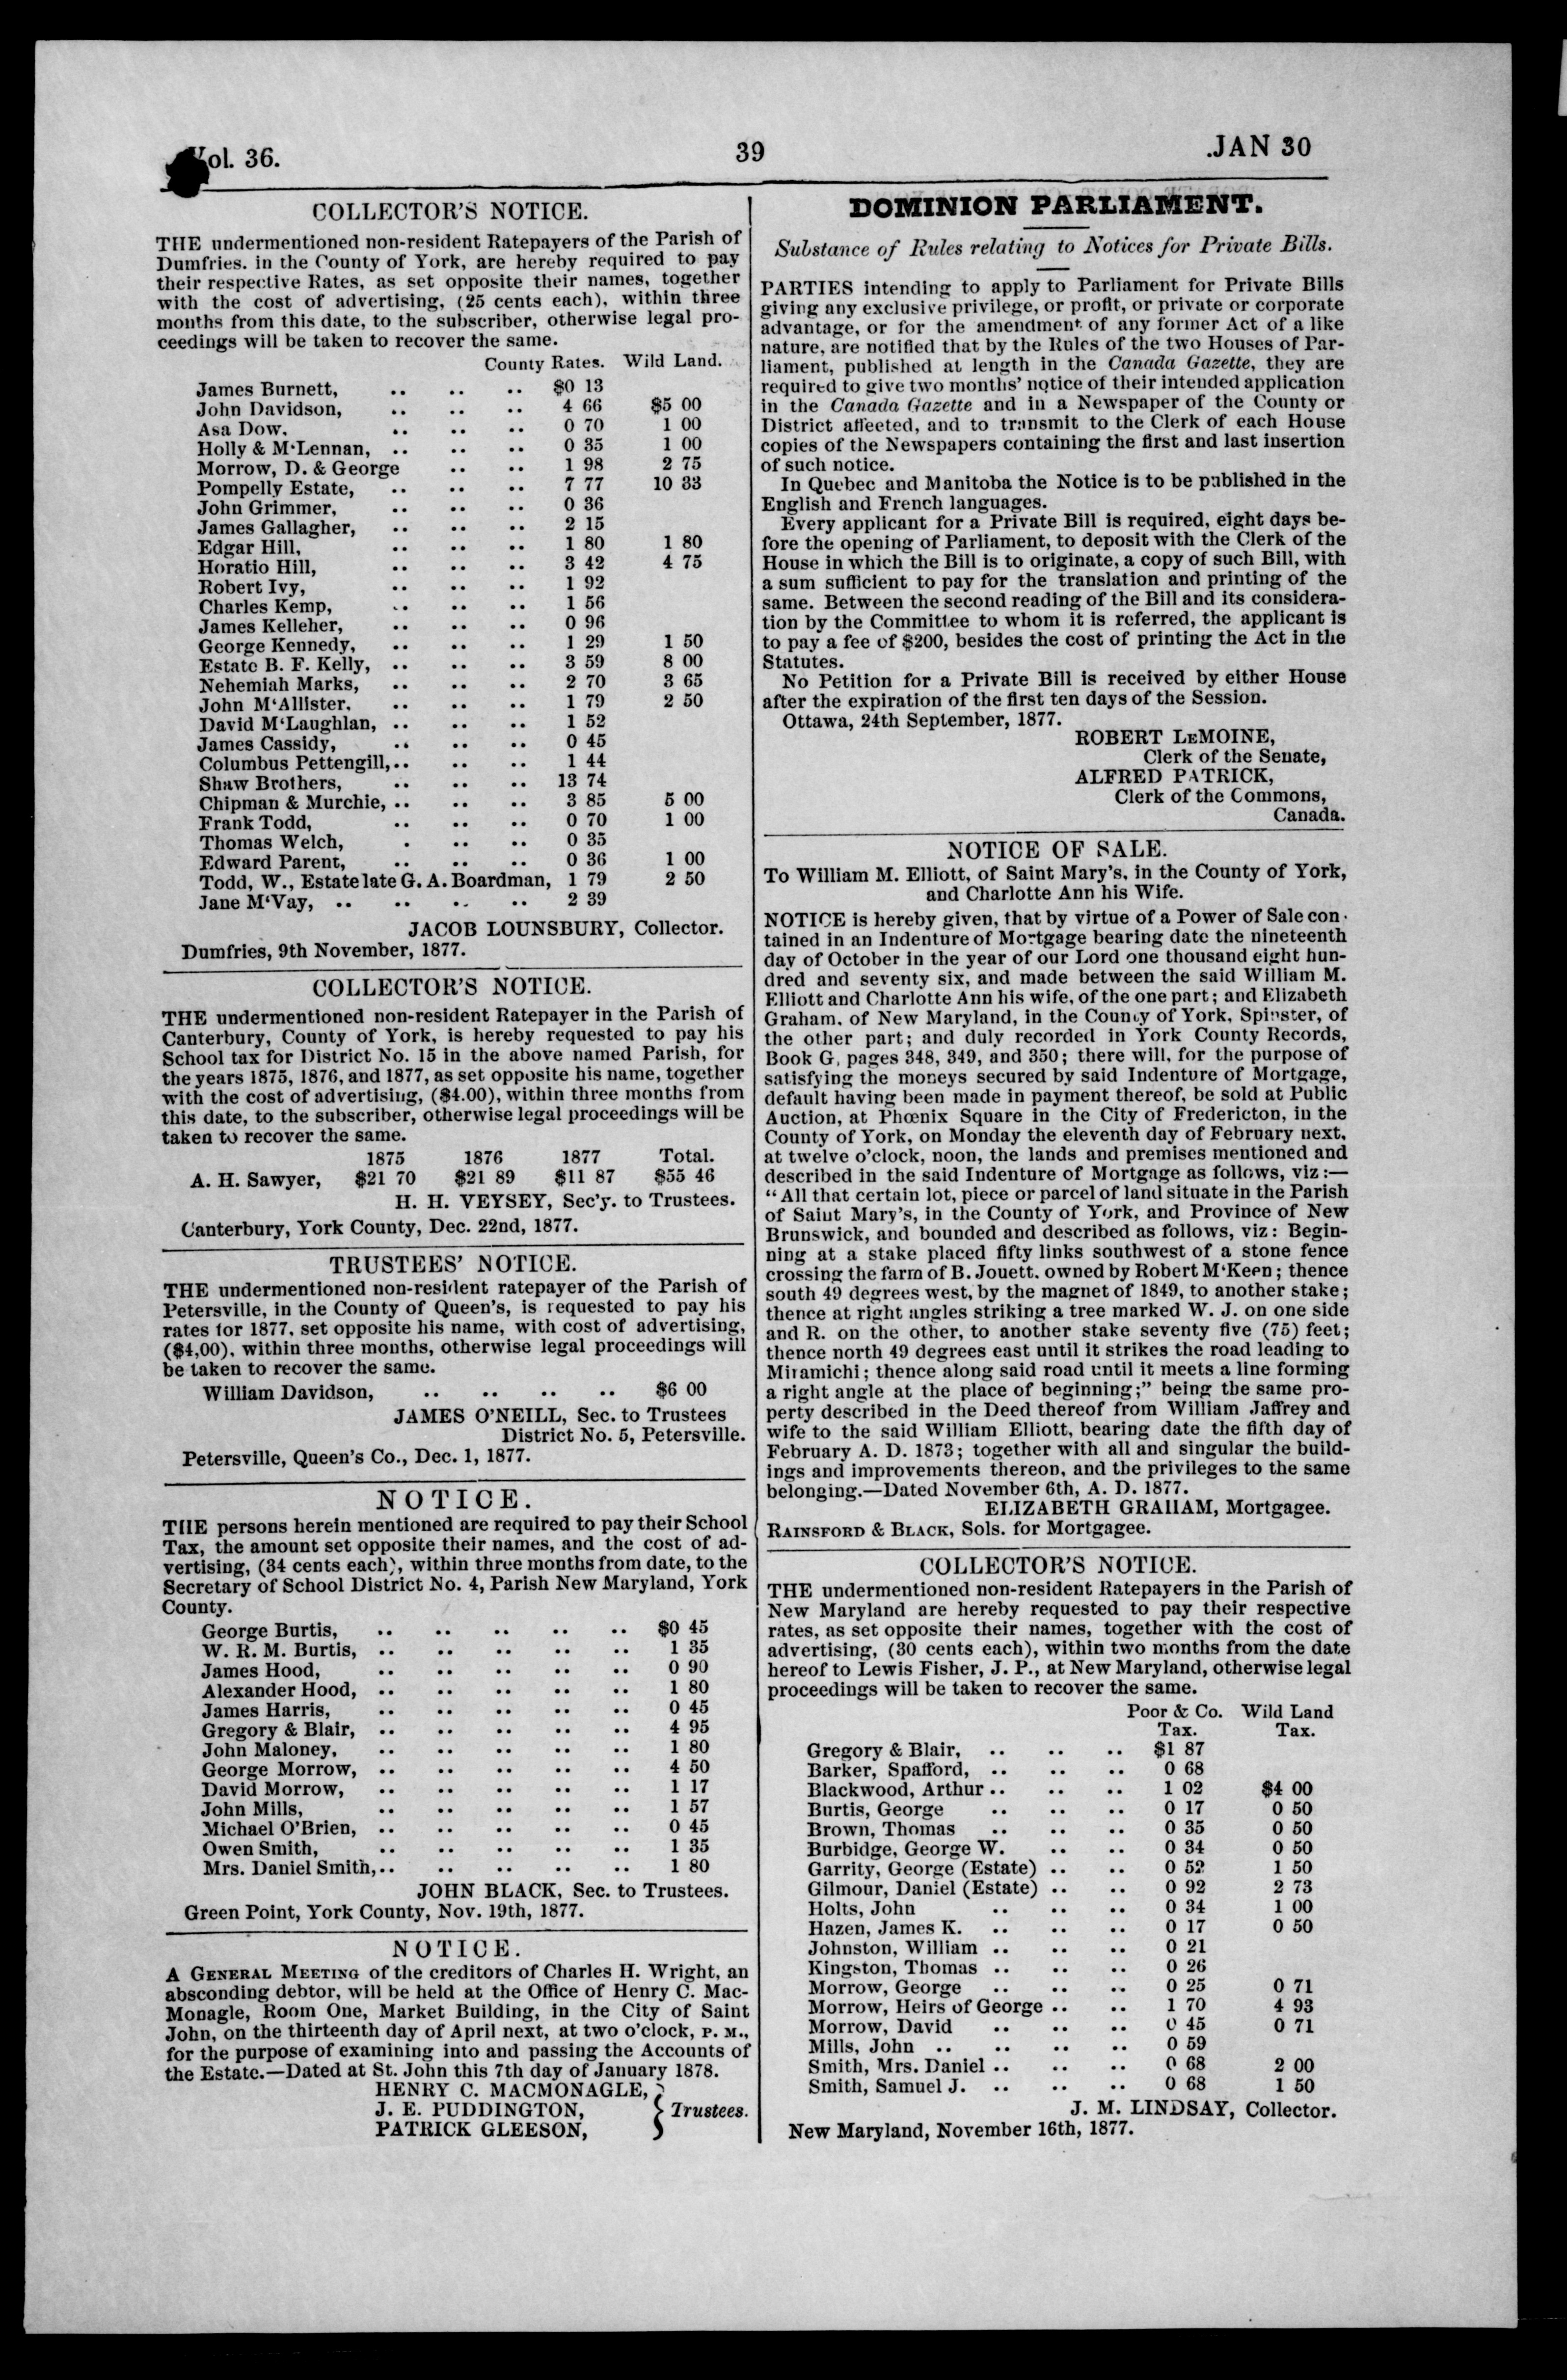 Vol. 36.
39
JAN 30
COLLECTOR'S NOTICE.
THE undermentioned non-resident Ratepayers of the Parish of
Dumfries. in the County of York, are hereby required to pay
their respective Rates, as set opposite their names, together
with the cost of advertising, (25 cents each), within three
months from this date, to the subscriber, otherwise legal pro-
ceedings will be taken to recover the same.
County Rates. Wild Land.
James Burnett, .. .. .. $0 13
John Davidson, .. .. .. 4 66 $5 00
Asa Dow. .. .. .. 0 70 1 00
Holly & M'Lennan, .. .. .. 0 35 1 00
Morrow, D. & George .. .. 1 98 2 75
Pompelly Estate, .. .. .. 7 77 10 33
John Grimmer, .. .. .. 0 36
James Gallagher, .. .. .. 2 15
Edgar Hill, .. .. .. 1 80 1 80
Horatio Hill, .. .. .. 3 42 4 75
Robert Ivy, .. .. .. 1 92
Charles Kemp, .. .. .. 1 56
James Kelleher, .. .. .. 0 96
George Kennedy, .. .. .. 1 29 1 50
Estate B. F. Kelly, .. .. .. 3 59 8 00
Nehemiah Marks, .. .. .. 2 70 3 65
John M'Allister. .. .. .. 1 79 2 50
David M'Laughlan, .. .. .. 1 52
James Cassidy, .. .. .. 0 45
Columbus Pettengill,.. .. .. 1 44
Shaw Brothers, .. .. .. 13 74
Chipman & Murchie, .. .. .. 3 85 5 00
Frank Todd, .. .. .. 0 70 1 00
Thomas Welch, . .. .. 0 35
Edward Parent, .. .. .. 0 36 1 00
Todd, W., Estate late G. A. Boardman, 1 79 2 50
Jane M'Vay, .. .. .. .. 2 39
JACOB LOUNSBURY, Collector.
Dumfries, 9th November, 1877.
COLLECTOR'S NOTICE.
THE undermentioned non-resident Ratepayer in the Parish of
Canterbury, County of York, is hereby requested to pay his
School tax for District No. 15 in the above named Parish, for
the years 1875, 1876, and 1877, as set opposite his name, together
with the cost of advertising, ($4.00), within three months from
this date, to the subscriber, otherwise legal proceedings will be
taken to recover the same.
1875 1876 1877 Total.
A. H. Sawyer, $21 70 $21 89 $11 87 $55 46
H. H. VEYSEY, Sec'y. to Trustees.
Canterbury, York County, Dec. 22nd, 1877.
TRUSTEES' NOTICE.
THE undermentioned non-resident ratepayer of the Parish of
Petersville, in the County of Queen's, is requested to pay his
rates for 1877, set opposite his name, with cost of advertising,
($4,00), within three months, otherwise legal proceedings will
be taken to recover the same.
William Davidson, .. .. .. .. $6 00
JAMES O'NEILL, Sec. to Trustees
District No. 5, Petersville.
Petersville, Queen's Co., Dec. 1, 1877.
NOTICE.
THE persons herein mentioned are required to pay their School
Tax, the amount set opposite their names, and the cost of ad-
vertising, (34 cents each), within three months from date, to the
Secretary of School District No. 4, Parish New Maryland, York
County.
George Burtis, .. .. .. .. .. $0 45
W. R. M. Burtis, .. .. .. .. .. 1 35
James Hood, .. .. .. .. .. 0 90
Alexander Hood, .. .. .. .. .. 1 80
James Harris, .. .. .. .. .. 0 45
Gregory & Blair, .. .. .. .. .. 4 95
John Maloney, .. .. .. .. .. 1 80
George Morrow, .. .. .. .. .. 4 50
David Morrow, .. .. .. .. .. 1 17
John Mills, .. .. .. .. .. 1 57
Michael O'Brien, .. .. .. .. .. 0 45
Owen Smith, .. .. .. .. .. 1 35
Mrs. Daniel Smith,.. .. .. .. .. 1 80
JOHN BLACK, Sec. to Trustees.
Green Point, York County, Nov. 19th, 1877.
NOTICE.
A GENERAL MEETING of the creditors of Charles H. Wright, an
absconding debtor, will be held at the Office of Henry C. Mac-
Monagle, Room One, Market Building, in the City of Saint
John, on the thirteenth day of April next, at two o'clock, P. M.,
for the purpose of examining into and passing the Accounts of
the Estate.—Dated at St. John this 7th day of January 1878.
HENRY C. MACMONAGLE,
J. E. PUDDINGTON, } Trustees.
PATRICK GLEESON,
DOMINION PARLIAMENT.
Substance of Rules relating to Notices for Private Bills.
PARTIES intending to apply to Parliament for Private Bills
giving any exclusive privilege, or profit, or private or corporate
advantage, or for the amendment of any former Act of a like
nature, are notified that by the Rules of the two Houses of Par-
liament, published at length in the Canada Gazette, they are
required to give two months' notice of their intended application
in the Canada Gazette and in a Newspaper of the County or
District affected, and to transmit to the Clerk of each House
copies of the Newspapers containing the first and last insertion
of such notice.
In Quebec and Manitoba the Notice is to be published in the
English and French languages.
Every applicant for a Private Bill is required, eight days be-
fore the opening of Parliament, to deposit with the Clerk of the
House in which the Bill is to originate, a copy of such Bill, with
a sum sufficient to pay for the translation and printing of the
same. Between the second reading of the Bill and its considera-
tion by the Committee to whom it is referred, the applicant is
to pay a fee of $200, besides the cost of printing the Act in the
Statutes.
No Petition for a Private Bill is received by either House
after the expiration of the first ten days of the Session.
Ottawa, 24th September, 1877.
ROBERT LEMOINE,
Clerk of the Senate,
ALFRED PATRICK,
Clerk of the Commons,
Canada.
NOTICE OF SALE.
To William M. Elliott, of Saint Mary's, in the County of York,
and Charlotte Ann his Wife.
NOTICE is hereby given, that by virtue of a Power of Sale con-
tained in an Indenture of Mortgage bearing date the nineteenth
day of October in the year of our Lord one thousand eight hun-
dred and seventy six, and made between the said William M.
Elliott and Charlotte Ann his wife, of the one part; and Elizabeth
Graham. of New Maryland, in the County of York, Spinster, of
the other part; and duly recorded in York County Records,
Book G, pages 348, 349, and 350; there will, for the purpose of
satisfying the moneys secured by said Indenture of Mortgage,
default having been made in payment thereof, be sold at Public
Auction, at Phœnix Square in the City of Fredericton, in the
County of York, on Monday the eleventh day of February next,
at twelve o'clock, noon, the lands and premises mentioned and
described in the said Indenture of Mortgage as follows, viz:—
"All that certain lot, piece or parcel of land situate in the Parish
of Saint Mary's, in the County of York, and Province of New
Brunswick, and bounded and described as follows, viz: Begin-
ning at a stake placed fifty links southwest of a stone fence
crossing the farm of B. Jouett. owned by Robert M'Keen; thence
south 49 degrees west, by the magnet of 1849, to another stake;
thence at right angles striking a tree marked W. J. on one side
and R. on the other, to another stake seventy five (75) feet;
thence north 49 degrees east until it strikes the road leading to
Miramichi; thence along said road until it meets a line forming
a right angle at the place of beginning;" being the same pro-
perty described in the Deed thereof from William Jaffrey and
wife to the said William Elliott, bearing date the fifth day of
February A. D. 1873; together with all and singular the build-
ings and improvements thereon, and the privileges to the same
belonging.—Dated November 6th, A. D. 1877.
ELIZABETH GRAHAM, Mortgagee.
RAINSFORD & BLACK, Sols. for Mortgagee.
COLLECTOR'S NOTICE.
THE undermentioned non-resident Ratepayers in the Parish of
New Maryland are hereby requested to pay their respective
rates, as set opposite their names, together with the cost of
advertising, (30 cents each), within two months from the date
hereof to Lewis Fisher, J. P., at New Maryland, otherwise legal
proceedings will be taken to recover the same.
Poor & Co. Wild Land
Tax. Tax.
Gregory & Blair, .. .. .. $1 87
Barker, Spafford, .. .. .. 0 68
Blackwood, Arthur .. .. .. 1 02 $4 00
Burtis, George .. .. .. 0 17 0 50
Brown, Thomas .. .. .. 0 35 0 50
Burbidge, George W. .. .. 0 34 0 50
Garrity, George (Estate) .. .. 0 52 1 50
Gilmour, Daniel (Estate) .. .. 0 92 2 73
Holts, John .. .. .. 0 34 1 00
Hazen, James K. .. .. .. 0 17 0 50
Johnston, William .. .. .. 0 21
Kingston, Thomas .. .. .. 0 26
Morrow, George .. .. .. 0 25 0 71
Morrow, Heirs of George .. .. 1 70 4 93
Morrow, David .. .. .. 0 45 0 71
Mills, John .. .. .. .. 0 59
Smith, Mrs. Daniel .. .. .. 0 68 2 00
Smith, Samuel J. .. .. .. 0 68 1 50
J. M. LINDSAY, Collector.
New Maryland, November 16th, 1877.